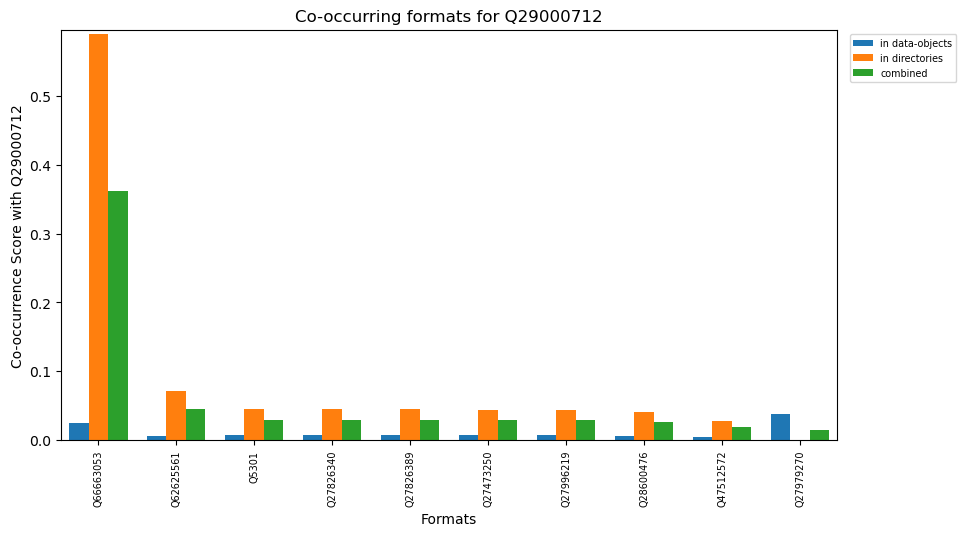 Co-occurring formats for Q29000712
in data-objects
in directories
combined
Co-occurrence Score with Q29000712
0.5
0.4
0.3
0.2
0.1
0.0
Q66663053
Q62625561
Q5301
Q27826340
Q27826389
Q27473250
Q27996219
Q28600476
Q47512572
Q27979270
Formats